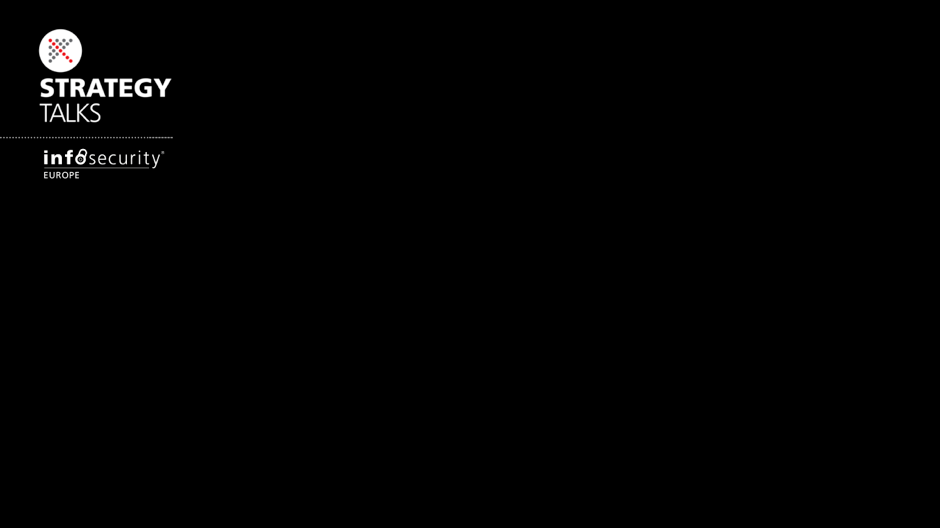 STRATEGY
TALKS
infosecurity®
EUROPE